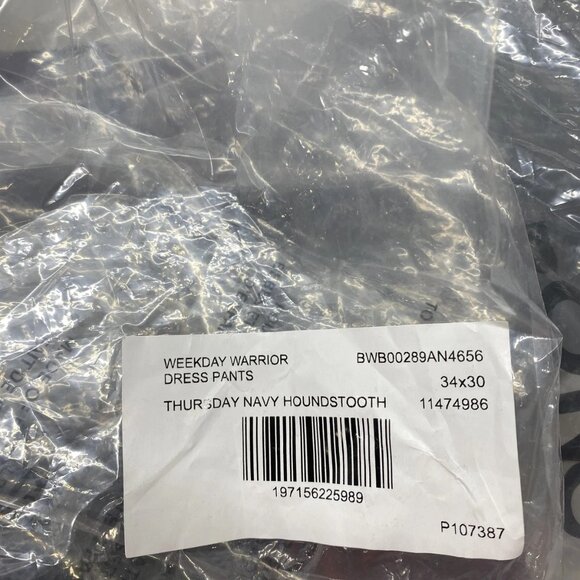 WEEKDAY WARRIOR BWB00289AN4656
DRESS PANTS 34x30
THURSDAY NAVY HOUNDSTOOTH 11474986
197156225989
P107387